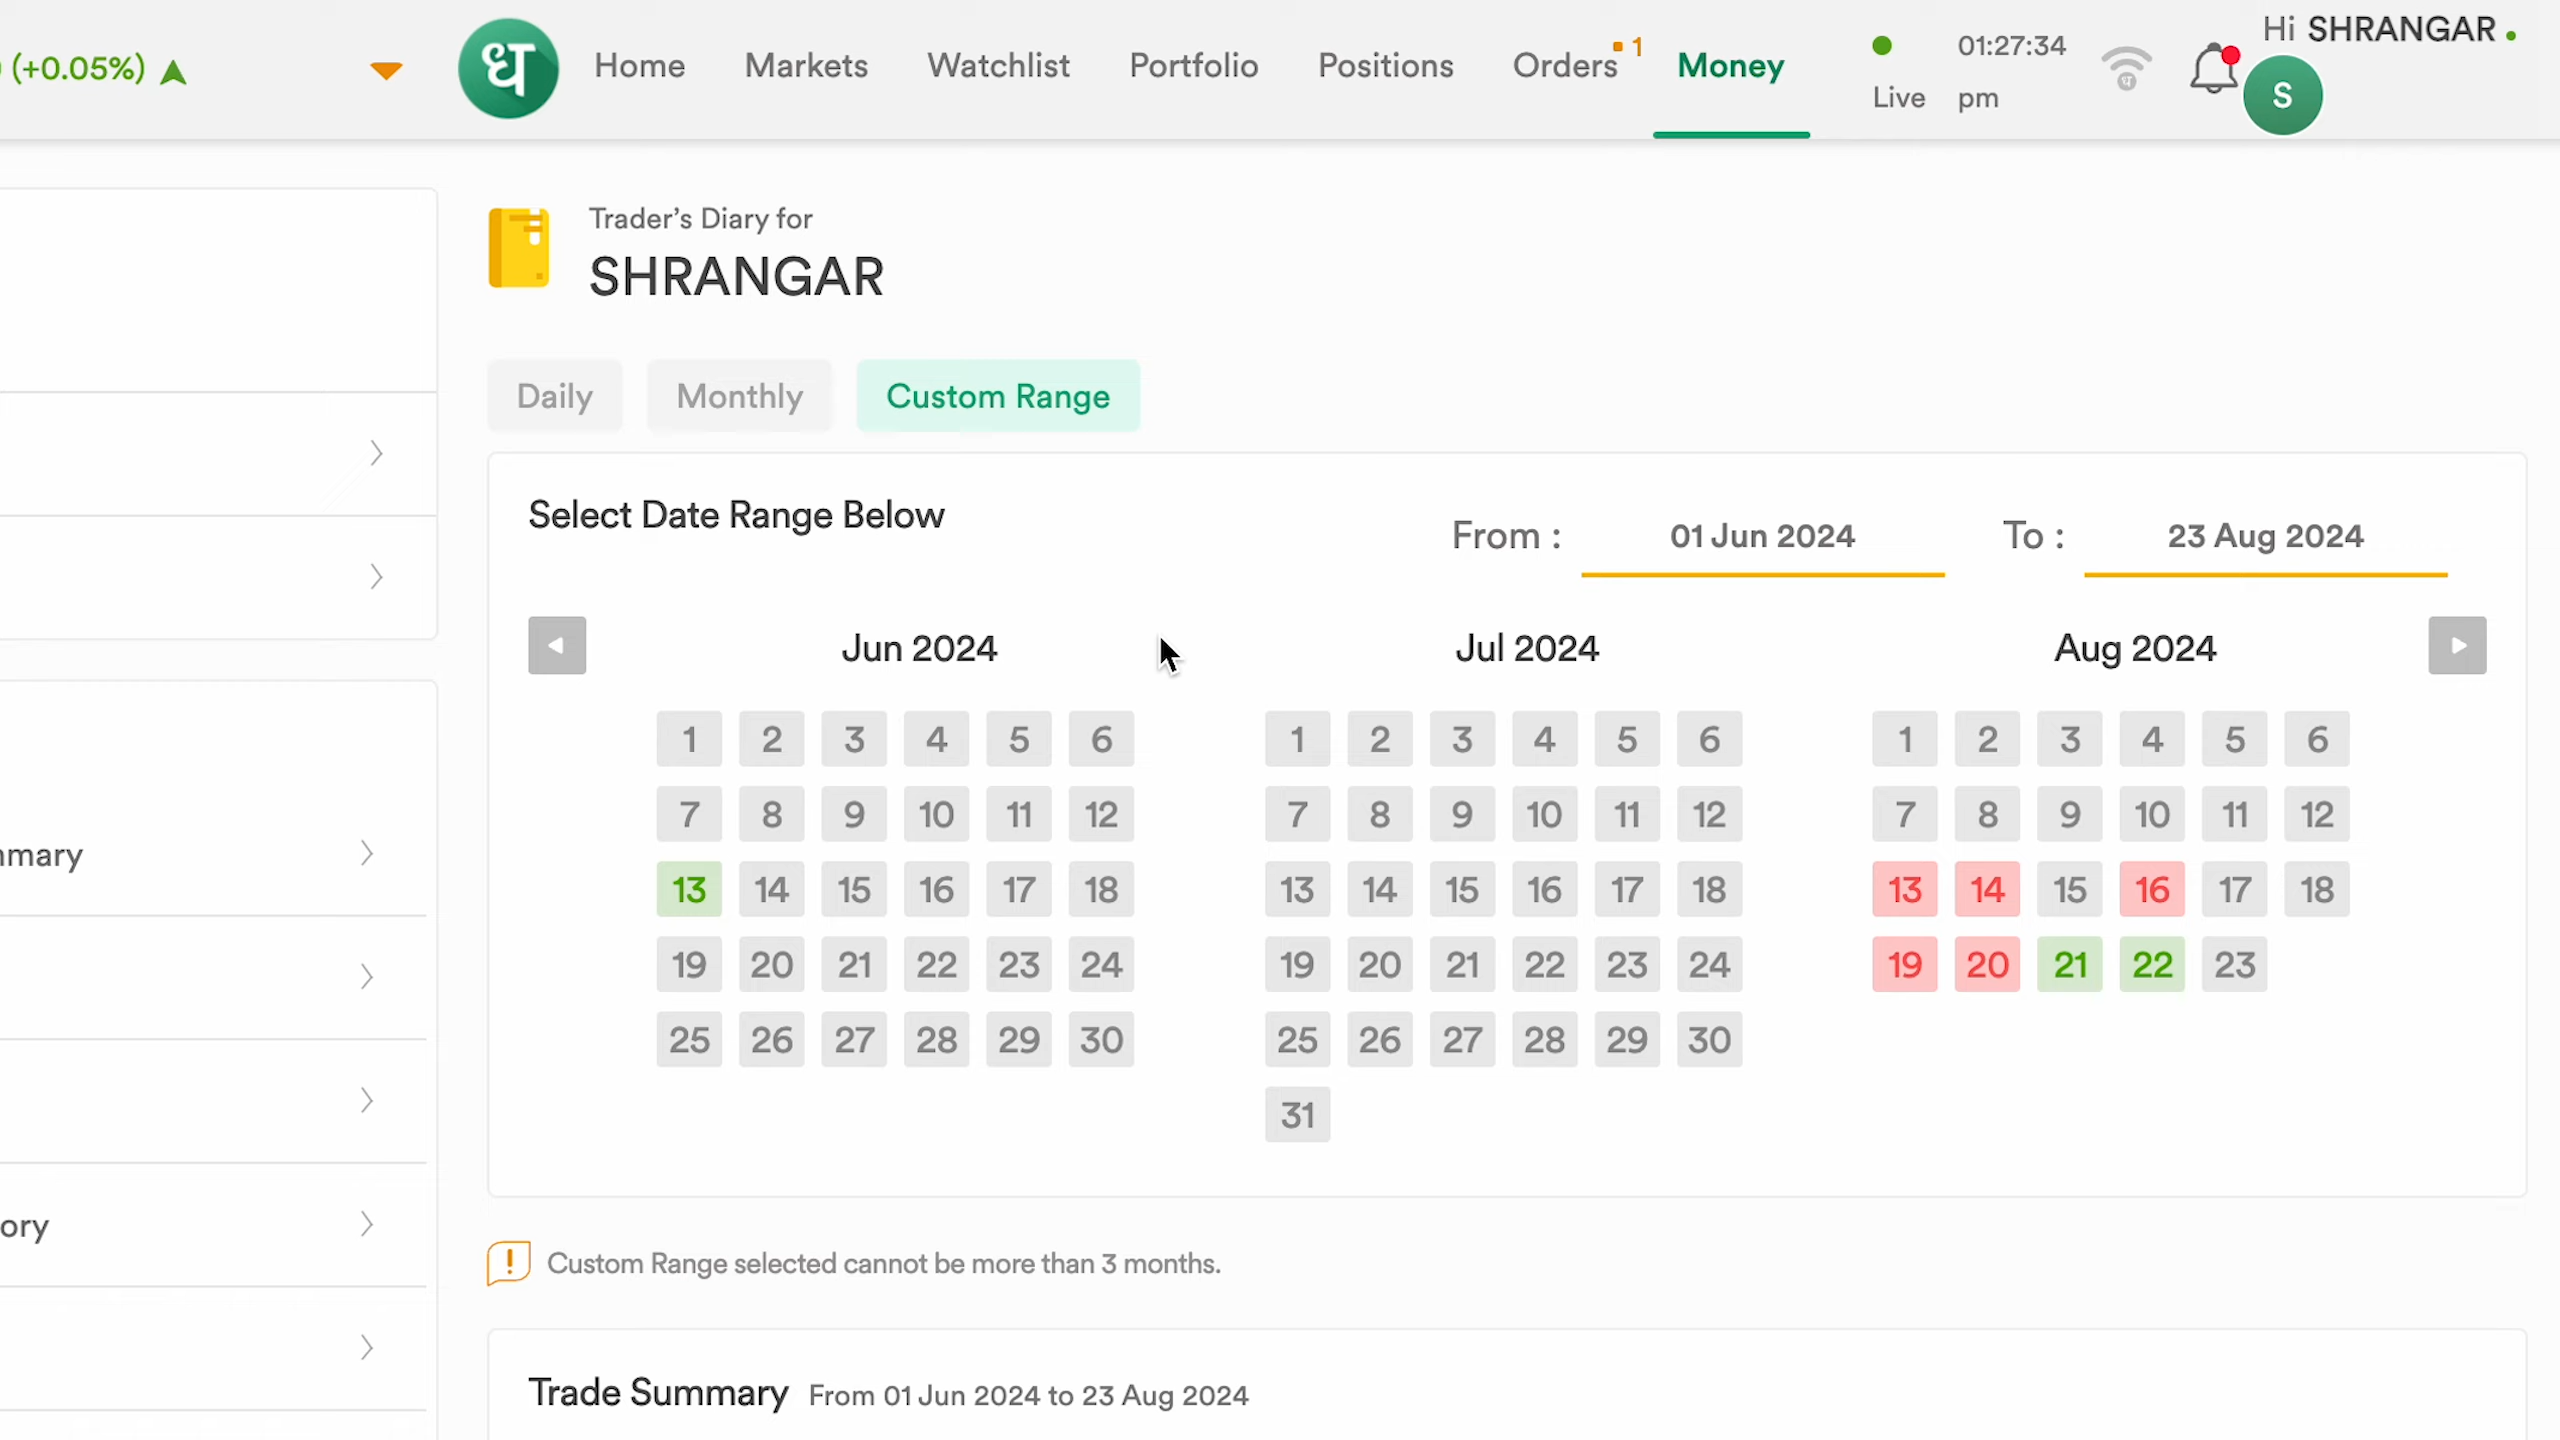 (+0.05%)
ध
Home Markets Watchlist Portfolio Positions Orders 1 Money
Live
01:27:34
pm
Hi SHRANGAR
S
Trader's Diary for
SHRANGAR
Daily Monthly Custom Range
Select Date Range Below
From : 01 Jun 2024 To : 23 Aug 2024
Jun 2024 Jul 2024 Aug 2024
1 2 3 4 5 6 1 2 3 4 5 6 1 2 3 4 5 6
7 8 9 10 11 12 7 8 9 10 11 12 7 8 9 10 11 12
13 14 15 16 17 18 13 14 15 16 17 18 13 14 15 16 17 18
19 20 21 22 23 24 19 20 21 22 23 24 19 20 21 22 23
25 26 27 28 29 30 25 26 27 28 29 30
31
mmary
ory
! Custom Range selected cannot be more than 3 months.
Trade Summary From 01 Jun 2024 to 23 Aug 2024